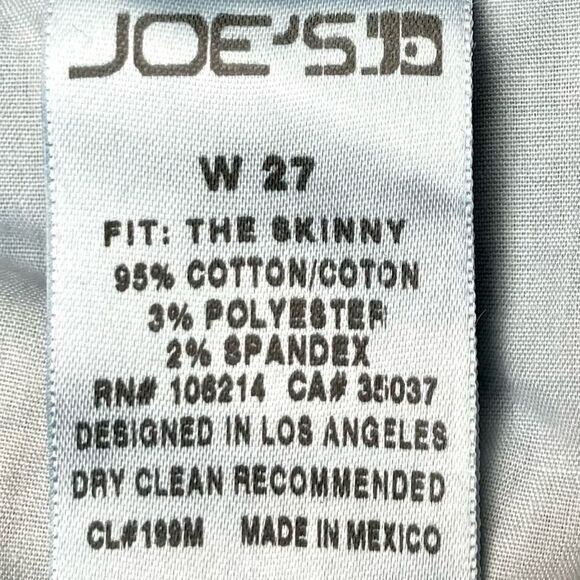 JOE'S
W 27
FIT: THE SKINNY
95% COTTON/COTON
3% POLYESTER
2% SPANDEX
RN# 106214 CA# 35037
DESIGNED IN LOS ANGELES
DRY CLEAN RECOMMENDED
CL#199M MADE IN MEXICO